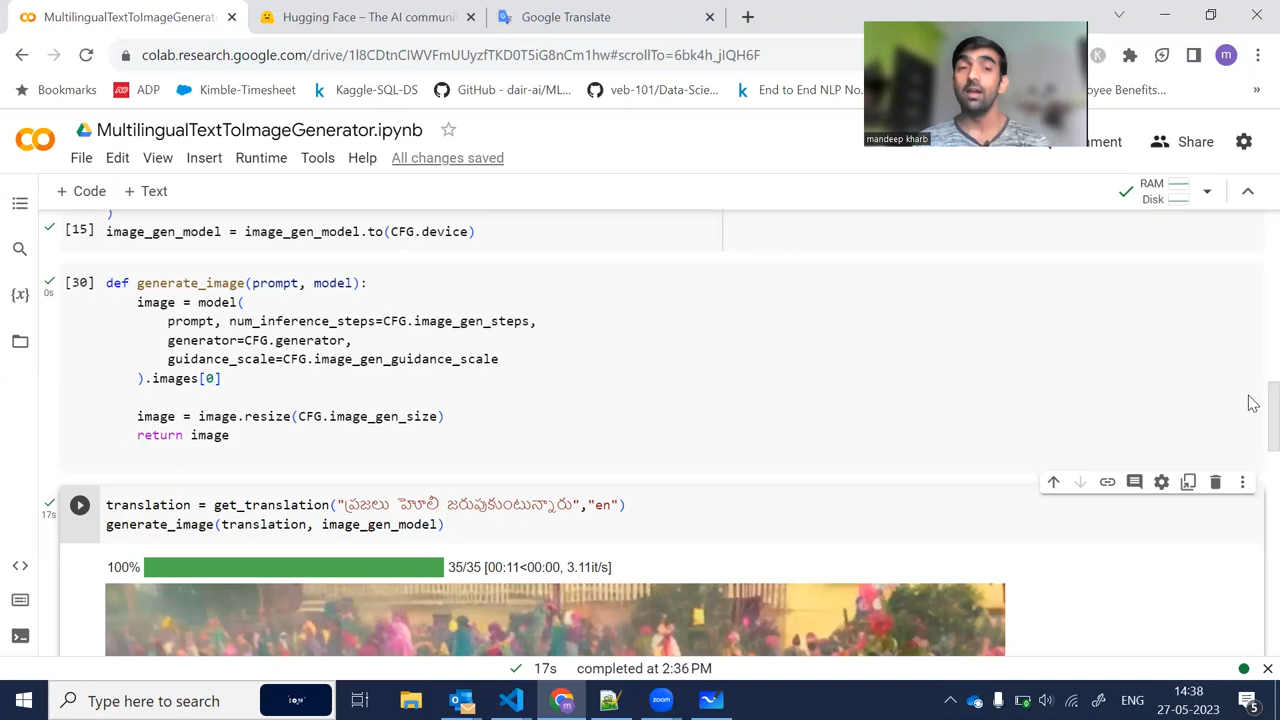 MultilingualTextToImageGenerato
Hugging Face – The AI communi
Google Translate
colab.research.google.com/drive/1l8CDtnClWVFmUUyzfTKD0T5iG8nCm1hw#scrollTo=6bk4h_jIQH6F
K
m
Bookmarks
ADP
Kimble-Timesheet
Kaggle-SQL-DS
GitHub - dair-ai/ML...
veb-101/Data-Scie...
End to End NLP No.
oyee Benefits...
»
mandeep kharb
MultilingualTextToImageGenerator.ipynb
File Edit View Insert Runtime Tools Help All changes saved
mment
Share
+ Code + Text
RAM
Disk
)
[15] image_gen_model = image_gen_model.to(CFG.device)
[30] def generate_image(prompt, model):
0s
image = model(
prompt, num_inference_steps=CFG.image_gen_steps,
generator=CFG.generator,
guidance_scale=CFG.image_gen_guidance_scale
).images[0]
image = image.resize(CFG.image_gen_size)
return image
17s
translation = get_translation("ప్రజలు హెూలీ జరుపుకుంటున్నారు","en")
generate_image(translation, image_gen_model)
100% 35/35 [00:11<00:00, 3.11it/s]
17s completed at 2:36 PM
Type here to search
ENG
14:38
27-05-2023
5